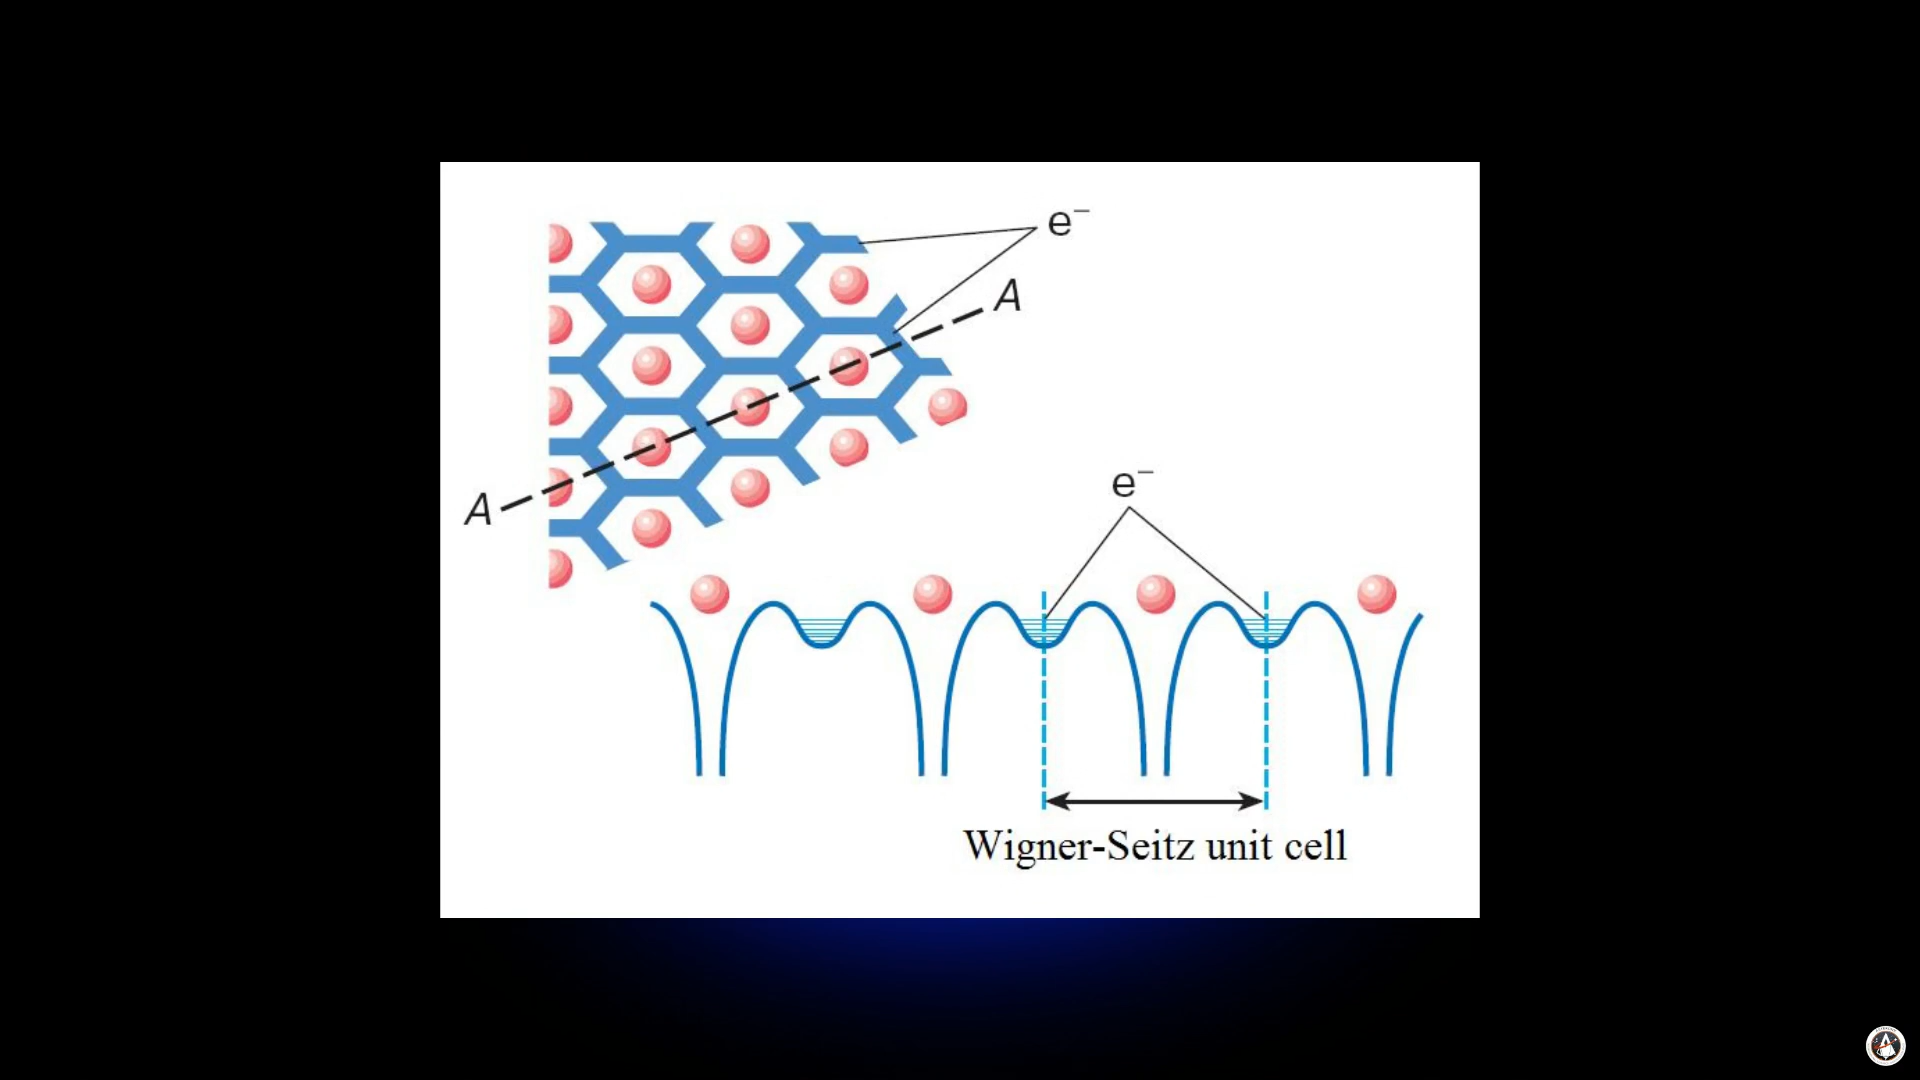 e⁻
A
A
e⁻
Wigner-Seitz unit cell